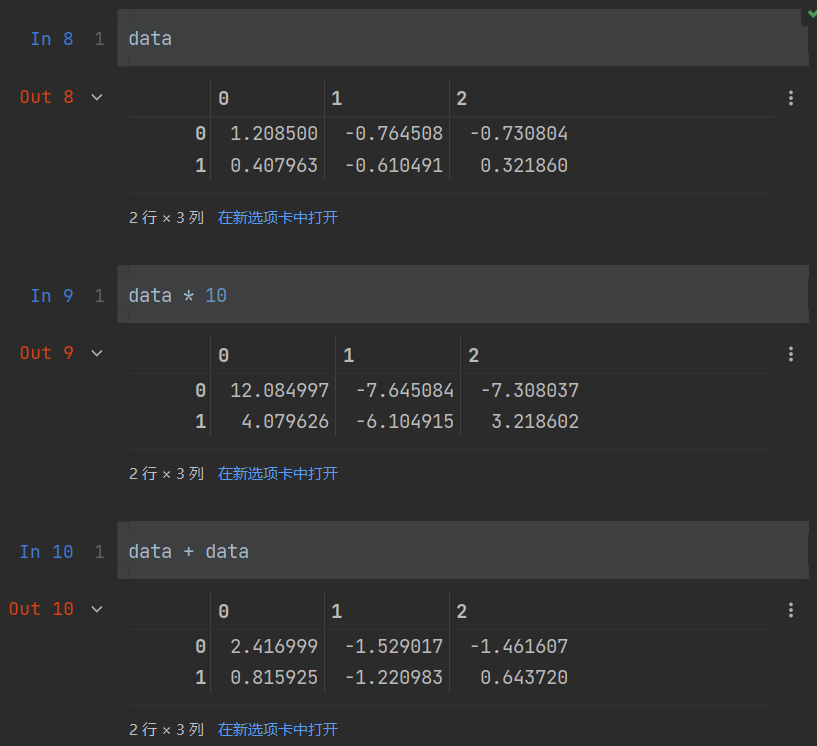 In 8 1 data
Out 8
0 1 2
0 1.208500 -0.764508 -0.730804
1 0.407963 -0.610491 0.321860
2 行 × 3 列 在新选项卡中打开
In 9 1 data * 10
Out 9
0 1 2
0 12.084997 -7.645084 -7.308037
1 4.079626 -6.104915 3.218602
2 行 × 3 列 在新选项卡中打开
In 10 1 data + data
Out 10
0 1 2
0 2.416999 -1.529017 -1.461607
1 0.815925 -1.220983 0.643720
2 行 × 3 列 在新选项卡中打开